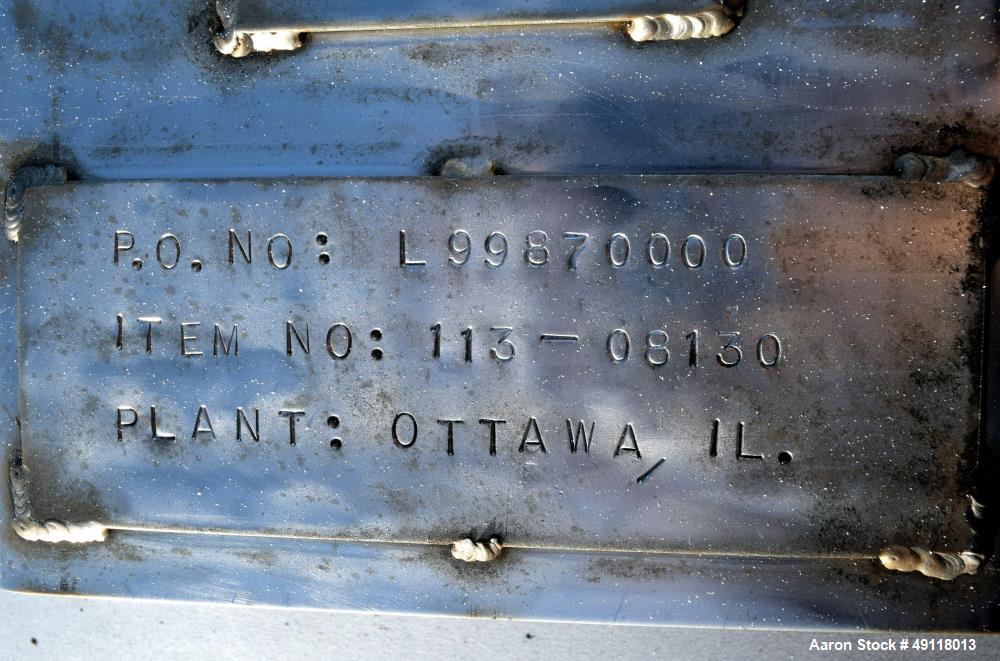 P.O. NO: L99870000
ITEM NO: 113-08130
PLANT: OTTAWA, IL.
Aaron Stock # 49118013